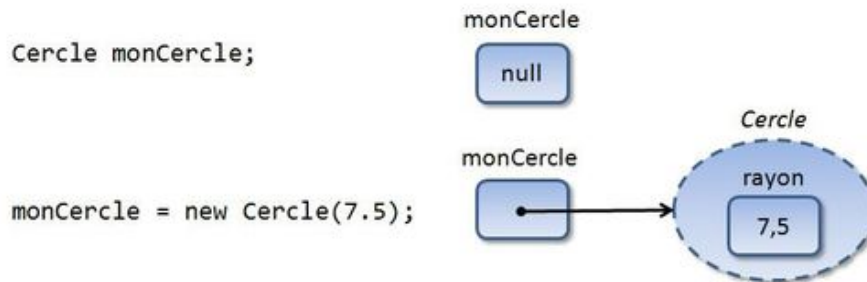 Cercle monCercle;
monCercle
null
monCercle = new Cercle(7.5);
monCercle
Cercle
rayon
7,5